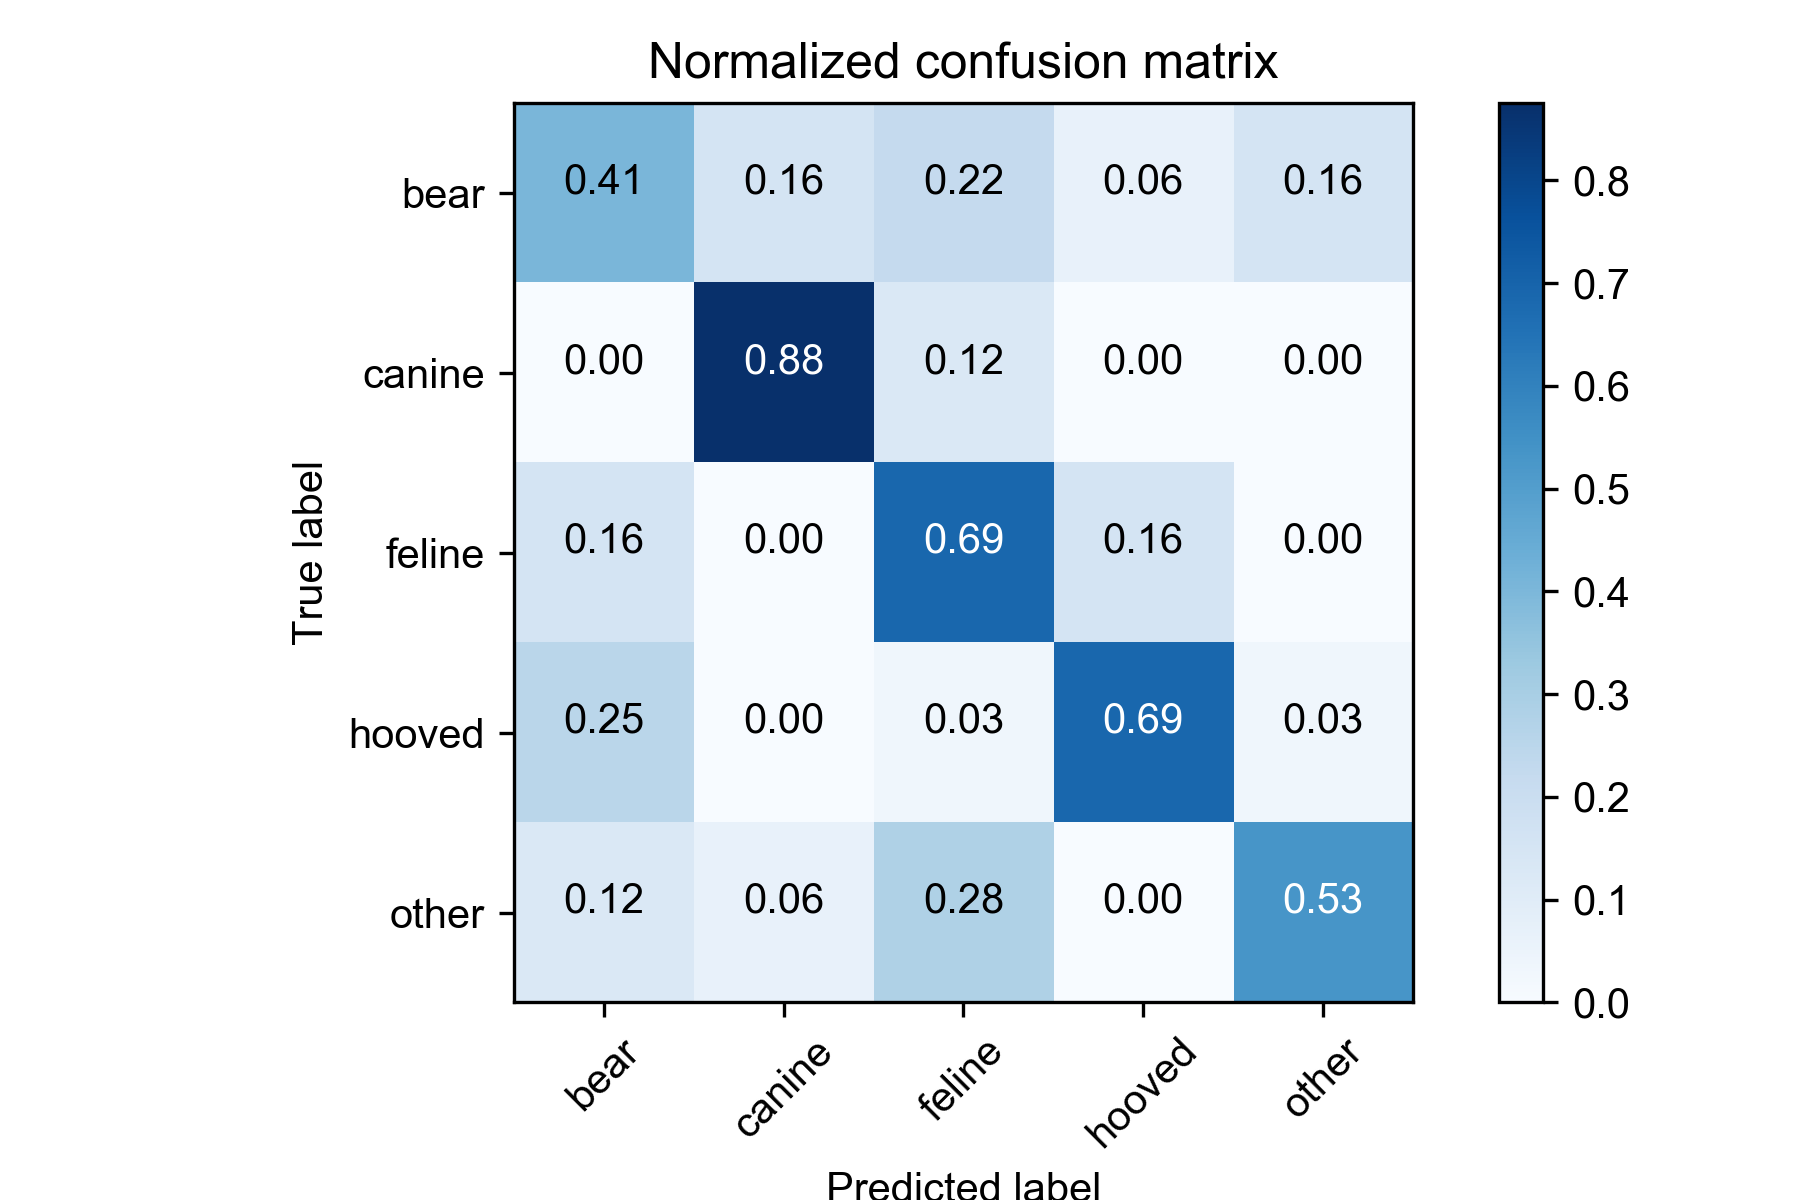 Normalized confusion matrix
bear 0.41 0.16 0.22 0.06 0.16
canine 0.00 0.88 0.12 0.00 0.00
feline 0.16 0.00 0.69 0.16 0.00
hooved 0.25 0.00 0.03 0.69 0.03
other 0.12 0.06 0.28 0.00 0.53
True label
bear canine feline hooved other
Predicted label
0.8
0.7
0.6
0.5
0.4
0.3
0.2
0.1
0.0